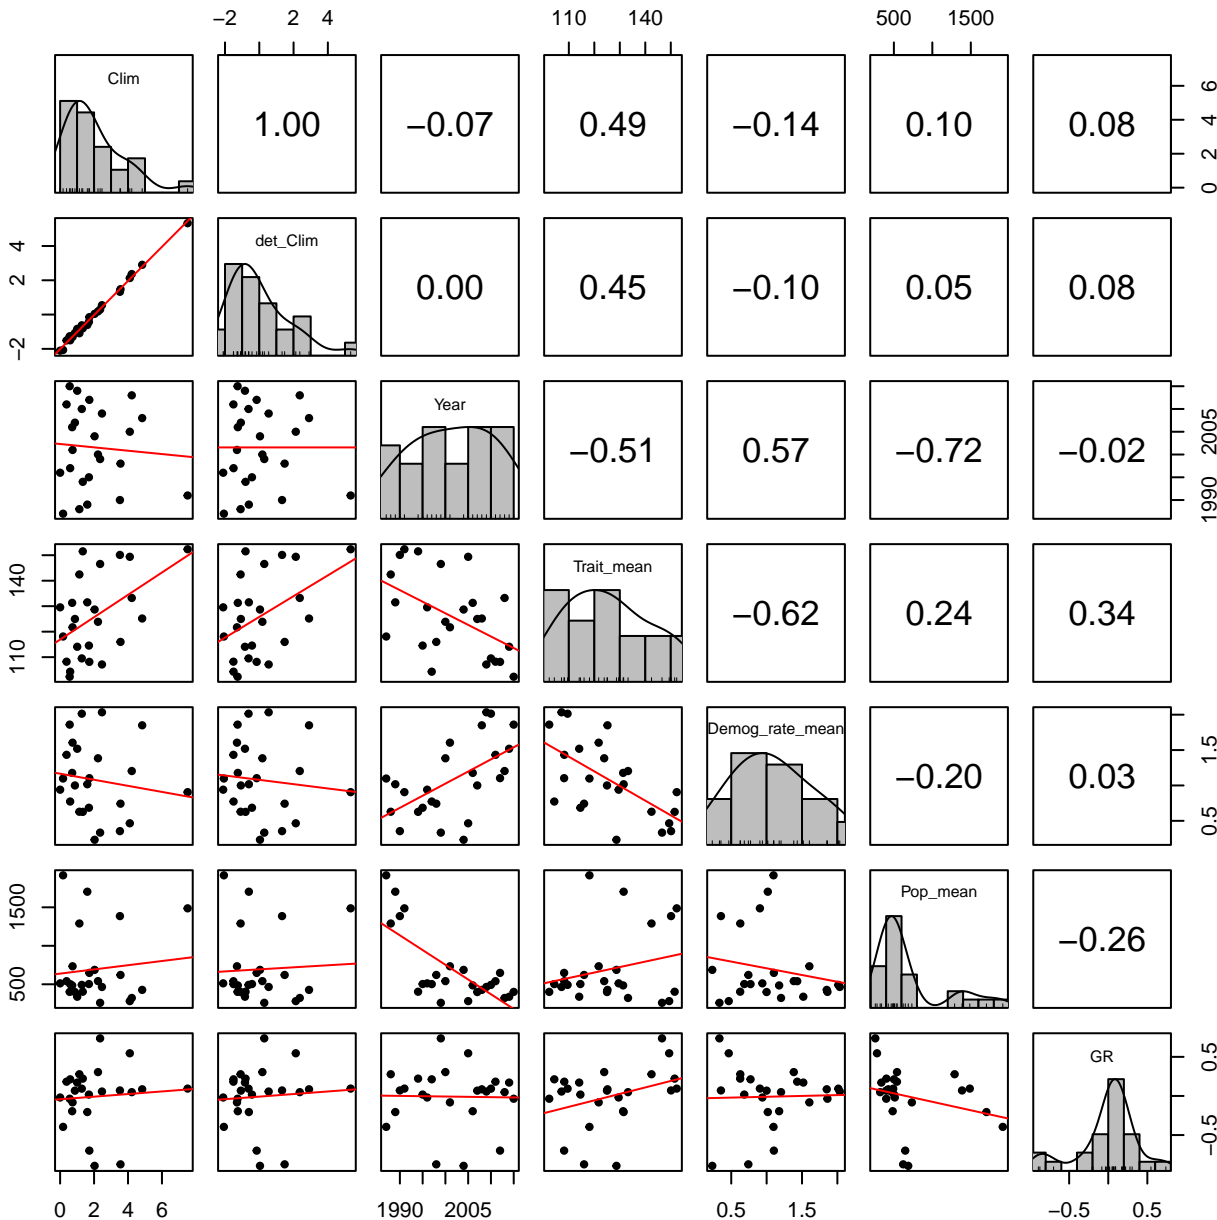 −2 2 4 110 140 500 1500
Clim 1.00 −0.07 0.49 −0.14 0.10 0.08 0 2 4 6
−2 2 4 det_Clim 0.00 0.45 −0.10 0.05 0.08
Year −0.51 0.57 −0.72 −0.02 1990 2005
110 140 Trait_mean −0.62 0.24 0.34
Demog_rate_mean −0.20 0.03 0.5 1.5
500 1500 Pop_mean −0.26
GR −0.5 0.5
0 2 4 6 1990 2005 0.5 1.5 −0.5 0.5